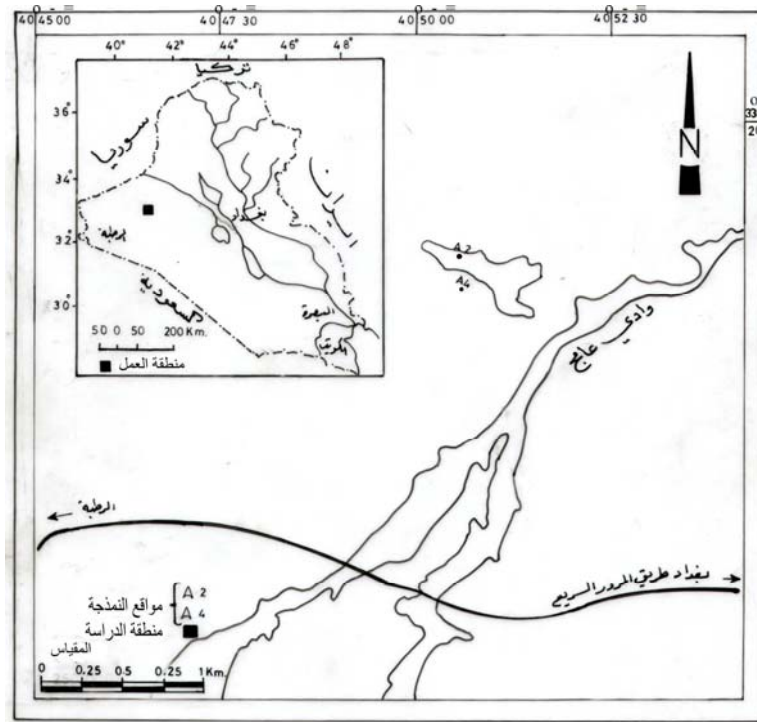 40 45 00
40 47 30
40 50 00
40 52 30
40° 42° 44° 46° 48°
تركيا
36°
34°
32°
30°
سوريا
ايران
بغداد
الرطبة
السعودية
البصرة
الكويت
50 0 50 200 Km.
منطقة العمل
N
33
20
A 2
A4
وادي عامج
الرطبة
بغداد طريق المرور السريع
مواقع النمذجة
A 2
A 4
منطقة الدراسة
المقياس
0 0.25 0.5 0.25 1 Km.